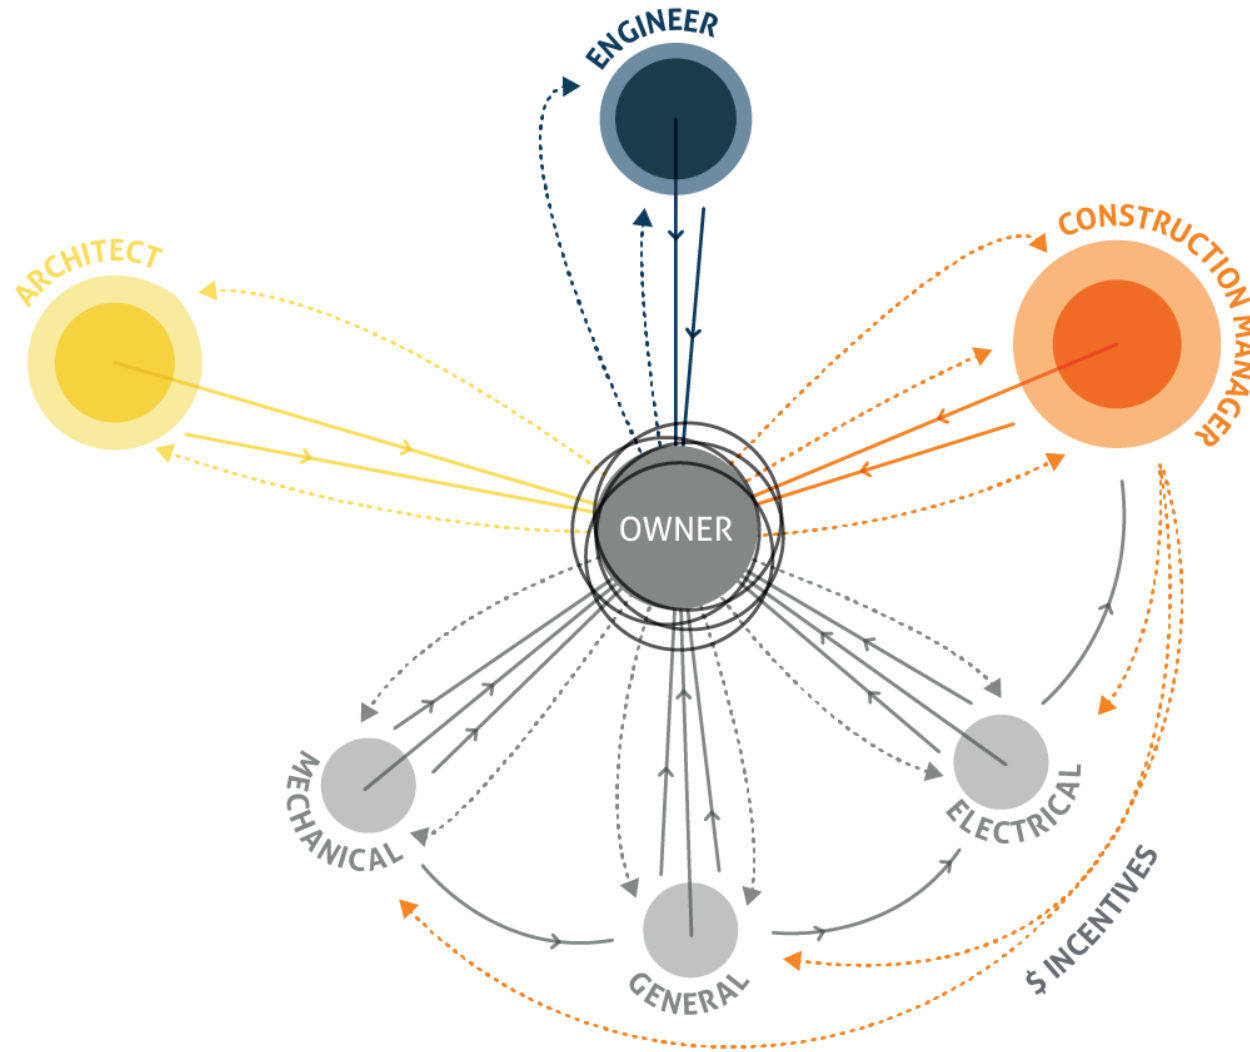 ENGINEER
ARCHITECT
CONSTRUCTION MANAGER
OWNER
MECHANICAL
ELECTRICAL
GENERAL
$ INCENTIVES